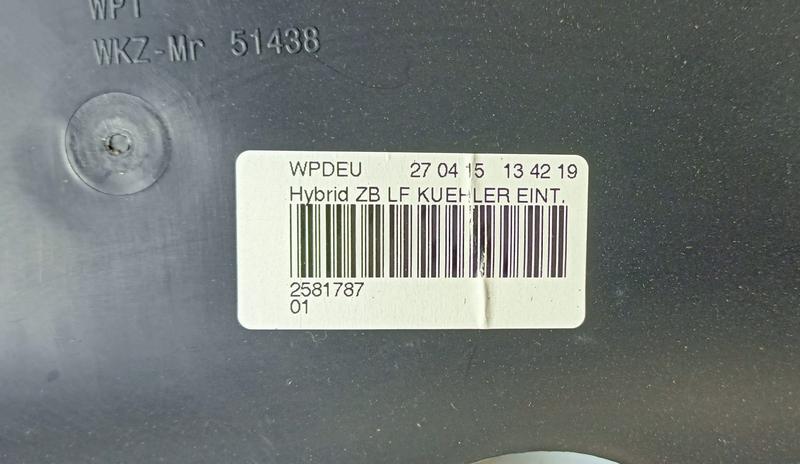 WPT
WKZ-Mr 51438
WPDEU 27 04 15 13 42 19
Hybrid ZB LF KUEHLER EINT.
2581787
01